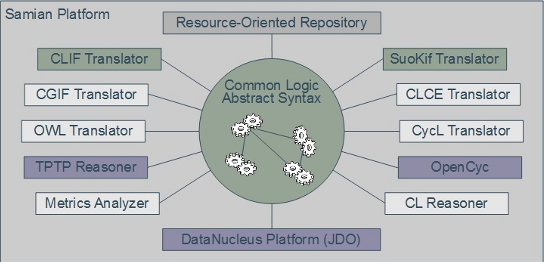 Samian Platform
Resource-Oriented Repository
CLIF Translator
SuoKif Translator
Common Logic
Abstract Syntax
CGIF Translator
CLCE Translator
OWL Translator
CycL Translator
TPTP Reasoner
OpenCyc
Metrics Analyzer
CL Reasoner
DataNucleus Platform (JDO)